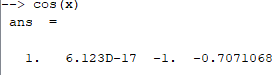 --> cos(x)
ans  =
1.   6.123D-17  -1.  -0.7071068